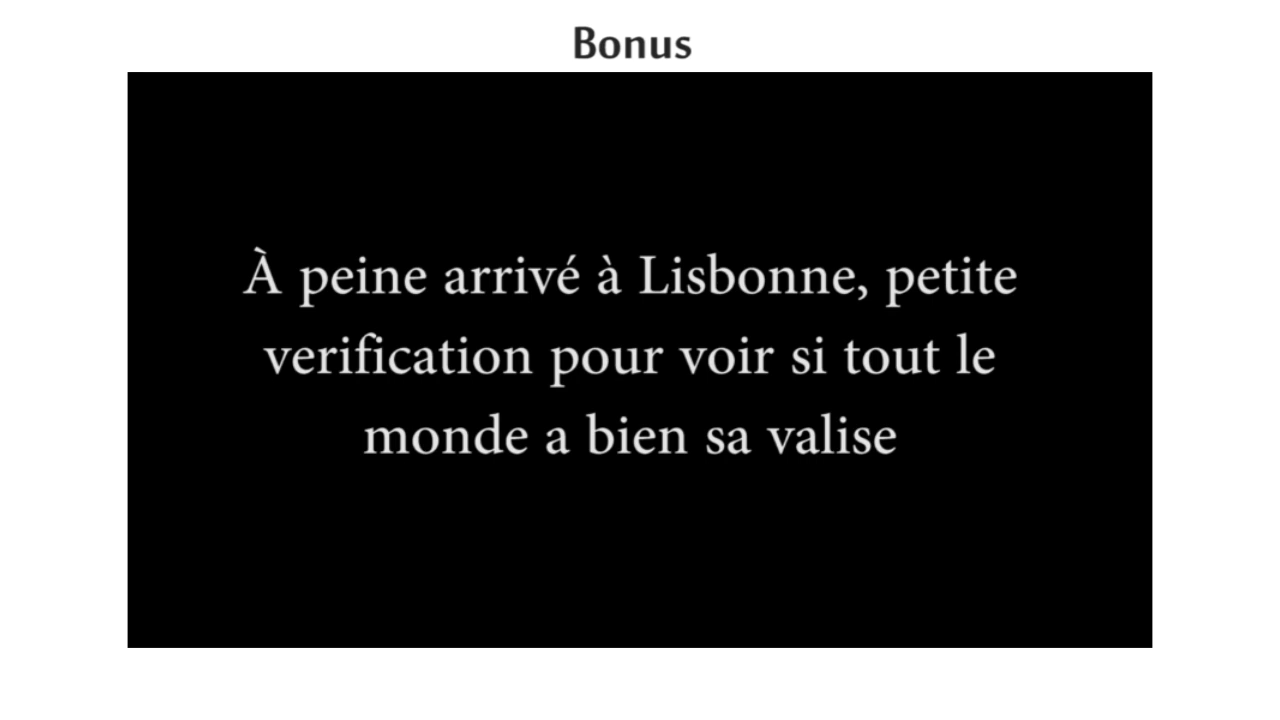 Bonus
À peine arrivé à Lisbonne, petite
verification pour voir si tout le
monde a bien sa valise